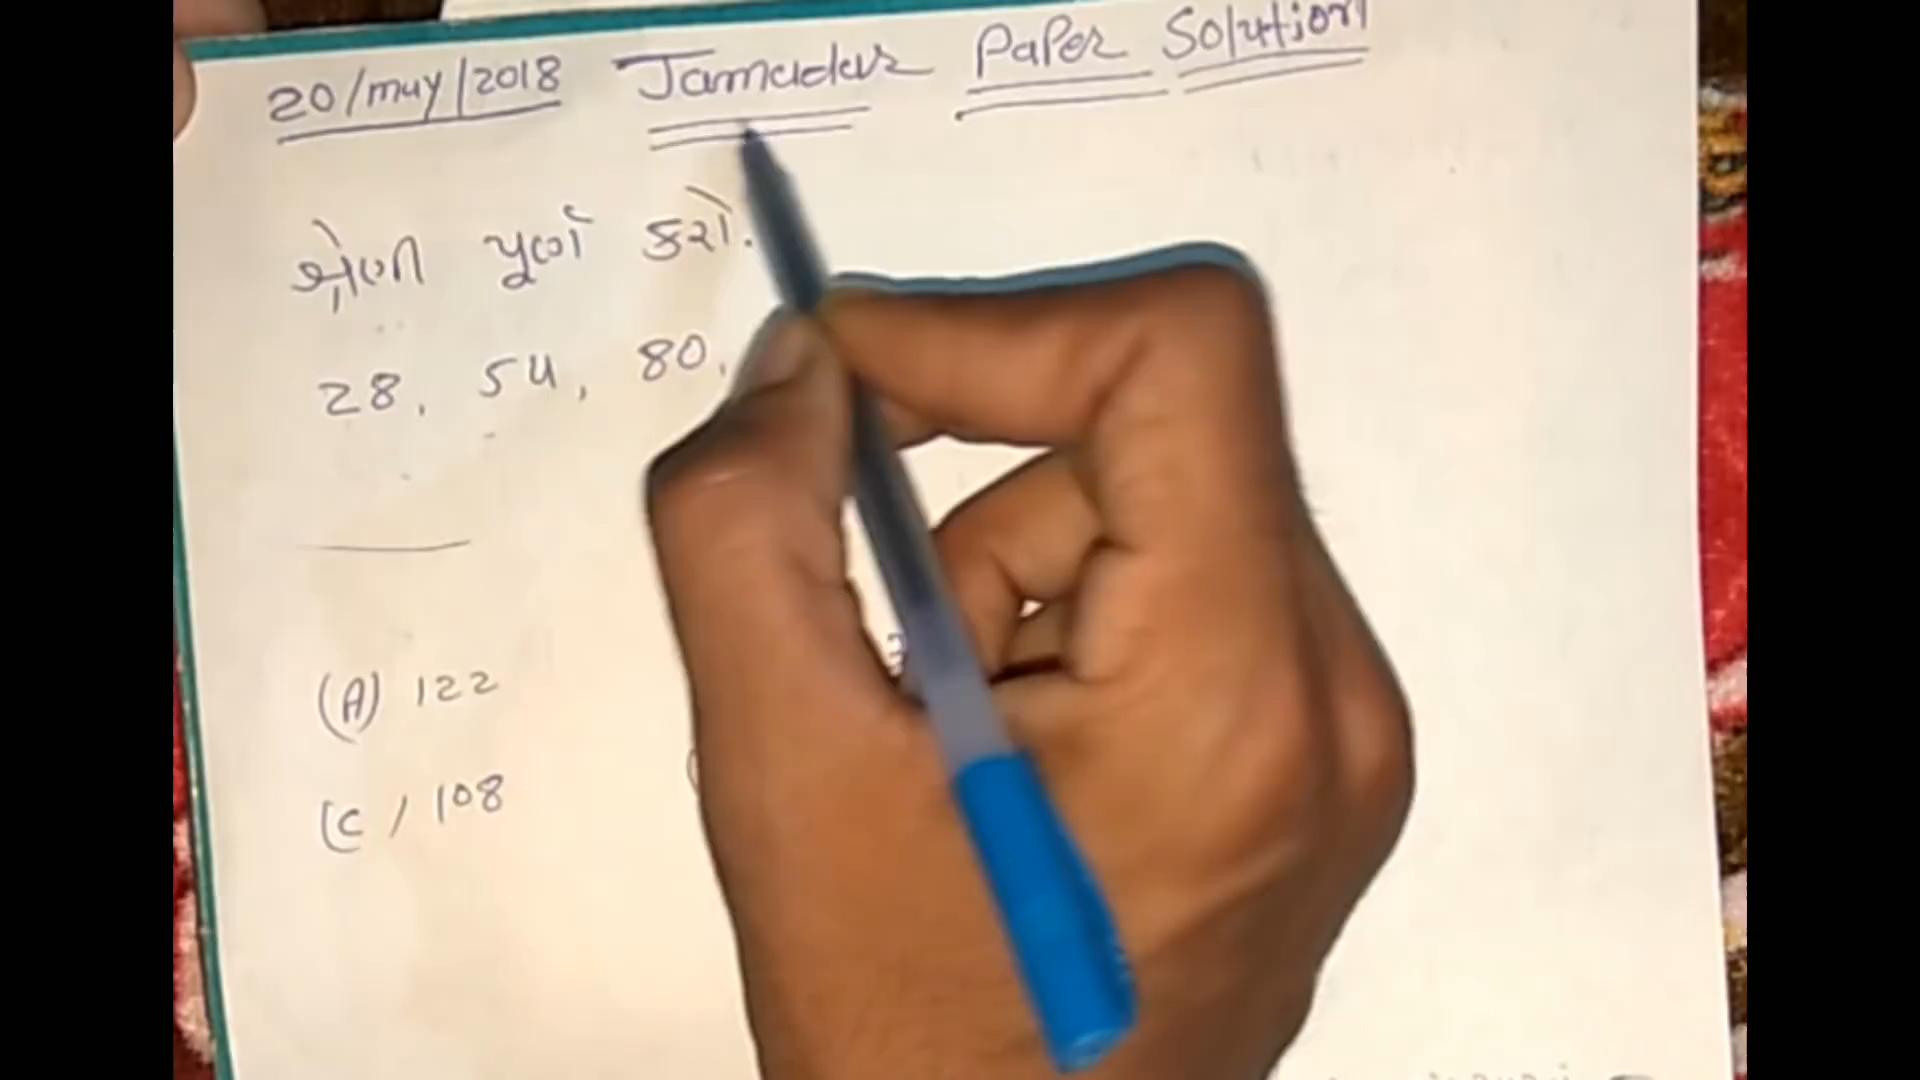 20/may/2018 Jamadar Paper Solution
શ્રેણી પૂર્ણ કરો.
28, 54, 80,
(A) 122
(C) 108